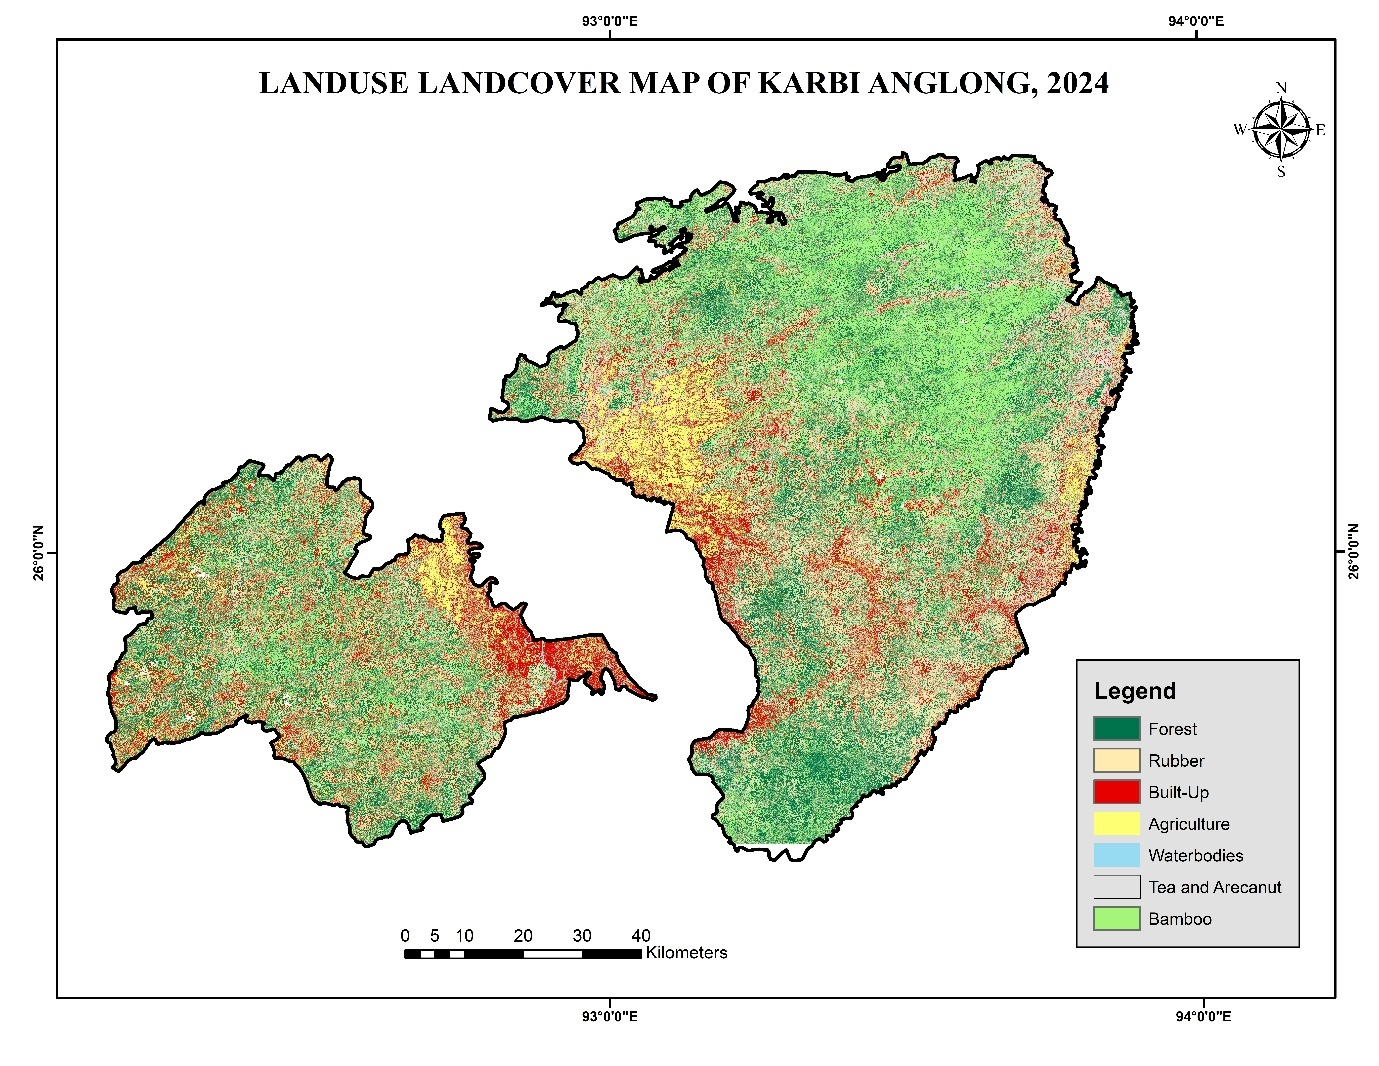 93°0'0"E 94°0'0"E
LANDUSE LANDCOVER MAP OF KARBI ANGLONG, 2024
N
W E
S
26°0'0"N 26°0'0"N
Legend
Forest
Rubber
Built-Up
Agriculture
Waterbodies
Tea and Arecanut
Bamboo
0 5 10 20 30 40
Kilometers
93°0'0"E 94°0'0"E